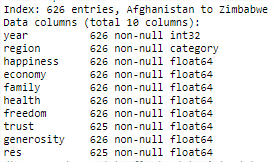 Index: 626 entries, Afghanistan to Zimbabwe
Data columns (total 10 columns):
year 626 non-null int32
region 626 non-null category
happiness 626 non-null float64
economy 626 non-null float64
family 626 non-null float64
health 626 non-null float64
freedom 626 non-null float64
trust 625 non-null float64
generosity 626 non-null float64
res 625 non-null float64